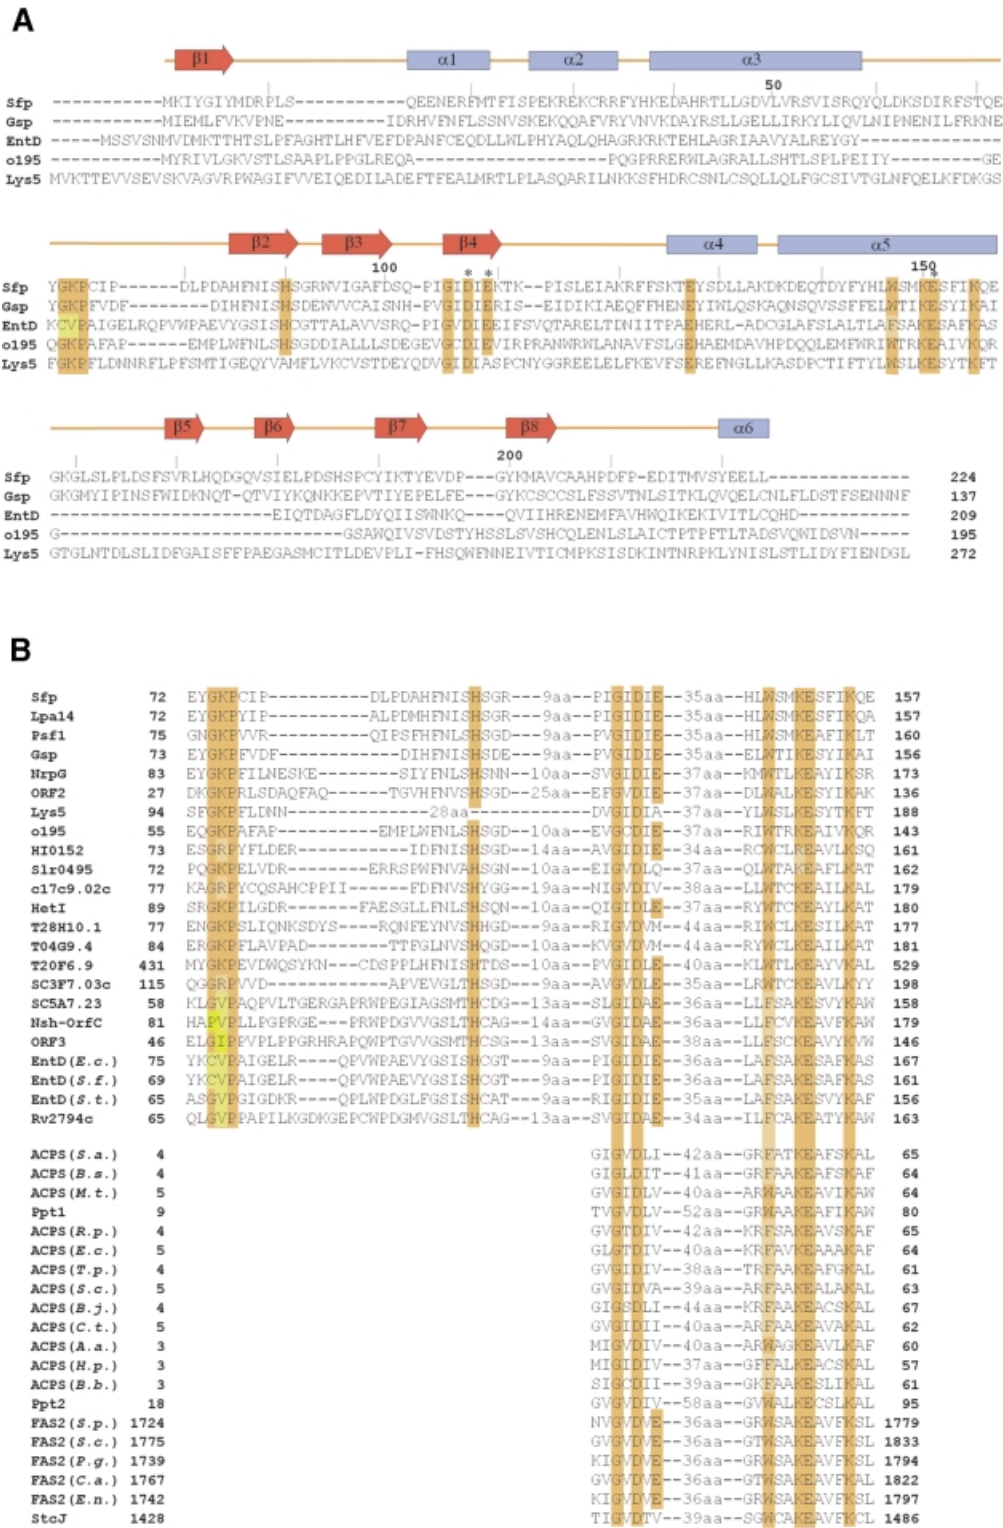 A
β1 α1 α2 α3
50
Sfp -----------MKIYGIYMDRPLS-----------QEENERFMTFISPEKREKCRRFYHKEDAHRTLLGDVLVRSVISRQYQLDKSDIRFSTQE
Gsp -----------MIEMLFVKVPNE------------IDRHVFNFLSSNVSKEKQQAFVRYVNVKDAYRSLLGELLIRKYLIQVLNIPNENILFRKNE
EntD -----MSSVSNMVDMKTTHTSLPFAGHTLHFVEFDPANFCEQDLLWLPHYAQLQHAGRKRKTEHLAGRIAAVYALREYGY--------------
o195 -----------MYRIVLGKVSTLSAAPLPPGLREQA--------------------PQGPRRERWLAGRALLSHTLSPLPEIIY---------GE
Lys5 MVKTTEVVSEVSKVAGVRPWAGIFVVEIQEDILADEFTFEALMRTLPLASQARILNKKSFHDRCSNLCSQLLQLFGCSIVTGLNFQELKFDKGS
β2 β3 β4 α4 α5
100 * * 150 *
Sfp YGKPCIP------DLPDAHFNISHSGRWVIGAFDSQ-PIGIDIEKTK--PISLEIAKRFFSKTEYSDLLAKDKDEQTDYFYHLWSMKESFIKQE
Gsp YGKPFVDF------DIHFNISHSDEWVVCAISNH-PVGIDIERIS--EIDIKIAEQFFHENEYIWLQSKAQNSQVSSFFELWTIKESYIKAI
EntD KCVPAIGELRQPVWPAEVYGSISHCGTTALAVVSRQ-PIGVDIEEIFSVQTARELTDNIITPAEHERL-ADCGLAFSLALTLAFSAKESAFKAS
o195 QGKPAFAP-----EMPLWFNLSHSGDDIALLLSDEGEVGCDIEVIRPRANWRWLANAVFSLGEHAEMDAVHPDQQLEMFWRIWTRKEAIVKQR
Lys5 FGKPFLDNNRFLPFSMTIGEQYVAMFLVKCVSTDEYQDVGIDIASPCNYGGREELELFKEVFSEREFNGLLKASDPCTIFTYLWSLKESYTKFT
β5 β6 β7 β8 α6
200
Sfp GKGLSLPLDSFSVRLHQDGQVSIELPDSHSPCYIKTYEVDP---GYKMAVCAAHPDFP-EDITMVSYEELL-------------- 224
Gsp GKGMYIPINSFWIDKNQT-QTVIYKQNKKEPVTIYEPELFE---GYKCSCCSLFSSVTNLSITKLQVQELCNLFLDSTFSENNNF 137
EntD --------------------EIQTDAGFLDYQIISWNKQ----QVIIHRENEMFAVHWQIKEKIVITLCQHD----------- 209
o195 G----------------------------GSAWQIVSVDSTYHSSLSVHCQLENLSLAICTPTPFTLTADSVQWIDSVN----- 195
Lys5 GTGLNTDLSLIDFGAISFFPAEGASMCITLDEVPLI-FHSQWFNNEIVTICMPKSISDKINTNRPKLYNISLSTLIDYFIENDGL 272
B
Sfp 72 EYGKPCIP----------DLPDAHFNISHSGR---9aa--PIGIDIE--35aa--HLWSMKESFIKQE 157
Lpa14 72 EYGKPYIP----------ALPDMHFNISHSGR---9aa--PIGIDIE--35aa--HLWSMKESFIKQA 157
Psf1 75 GNGKPVVR----------QIPSFHFNLSHSGD---9aa--PVGIDIE--35aa--HLWSMKEAFIKLT 160
Gsp 73 EYGKPFVDF------------DIHFNISHSDE---9aa--PVGIDIE--35aa--ELWTIKESYIKAI 156
NrpG 83 EYGKPFILNESKE--------SIYFNLSHSNN--10aa--SVGIDIE--37aa--KMWTLKEAYIKSR 173
ORF2 27 DKGKPRLSDAQFAQ-------TGVHFNVSHSGD--25aa--EFGIDIE--37aa--DLWALKESYIKAK 136
Lys5 94 SFGKPFLDNN--------------28aa-----------DVGIDIA--37aa--YLWSLKESYTKFT 188
o195 55 EQGKPAFAP-----------EMPLWFNLSHSGD--10aa--EVGCDIE--37aa--RIWTRKEAIVKQR 143
HI0152 73 ESGRPYFLDER------------IDFNISHSGD--14aa--AVGIDIE--34aa--RCWCLKEAVLKSQ 161
Slr0495 72 PQGKPELVDR---------ERRSPWFNVAHSGN--10aa--EIGVDLQ--37aa--QLWTAKEAFLKAT 162
c17c9.02c 77 KAGRPYCQSAHCPPII-------FDFNVSHYGG--19aa--NIGVDIV--38aa--LLWTCKEAILKAL 179
HetI 89 SRGKPILGDR--------FAESGLLFNLSHSQN--10aa--QIGIDLE--37aa--RYWTCKEAYLKAT 180
T28H10.1 77 ENGKPSLIQNKSDYS-----RQNFEYNVSHHGD--19aa--RIGVDVM--44aa--RIWCLKESILKAT 177
T04G9.4 84 ERGKPFLAVPAD---------TTFGLNVSHQGD--10aa--KVGVDVM--44aa--RLWCLKESILKAT 181
T20F6.9 431 MYGKPEVDWQSYKN----CDSPPLHFNISHTDS--10aa--PVGIDLE--40aa--KLWTLKEAYVKAL 529
SC3F7.03c 115 QGGRPVVD------------APVEVGLTHSGD--14aa--PVGIDVE--35aa--LRWTCKEAVLKYY 198
SC5A7.23 58 KLGVPAQPVLTGERGAPRWPEGIAGSMTHCDG--13aa--SLGIDAE--36aa--LLFSAKESVYKAW 158
Nsh-OrfC 81 HAPVPLLPGPRGE---PRWPDGVVGSLTHCAG--14aa--GVGIDAE--36aa--LLFCVKEAVYKAW 179
ORF3 46 ELGIPPVPLPPGRHRAPQWPTGVVGSMTHCSG--13aa--SVGIDAE--38aa--LLFSCKEAVYKVW 146
EntD(E.c.) 75 YKCVPAIGELR----QPVWPAEVYGSISHCGT---9aa--PIGIDIE--36aa--LAFSAKESAFKAS 167
EntD(S.f.) 69 YKCVPAIGELR----QPVWPAEVYGSISHCGT---9aa--PIGIDIE--36aa--LAFSAKESAFKAS 161
EntD(S.t.) 65 ASGVPGIGDKR----QPLWPDGLFGSISHCAT---9aa--RIGIDIE--35aa--LAFSAKESVYKAF 156
Rv2794c 65 QLGVPPAPILKGDKGEPCWPDGMVGSLTHCAG--13aa--SVGIDAE--34aa--ILFCAKEAVYKAW 163
ACPS(S.a.) 4 GIGVDLI--42aa--GRFATKEAFSKAL 65
ACPS(B.s.) 4 GIGLDIT--41aa--GRFAAKEAFSKAF 64
ACPS(M.t.) 5 GVGIDLV--40aa--ARWAAKEAVIKAW 64
Ppt1 9 TVGVDLV--52aa--GRWAAKEAFIKAW 80
ACPS(R.p.) 4 GVGTDIV--42aa--KRFSAKEAVSKAF 65
ACPS(E.c.) 5 GLGTDIV--40aa--KRFAVKEAAAKAF 64
ACPS(T.p.) 4 GVGIDIV--38aa--TRFAAKEAFGKAL 61
ACPS(S.c.) 5 GVGIDVA--39aa--ARFAAKEALAKAL 63
ACPS(B.j.) 4 GIGSDLI--44aa--KRFAAKEACSKAL 67
ACPS(C.t.) 5 GVGIDII--40aa--ARFAAKEAVLKAL 62
ACPS(A.a.) 3 MIGVDIV--40aa--ARWAGKEAVIKAF 60
ACPS(H.p.) 3 MIGIDIV--37aa--GFFALKEACSKAL 57
ACPS(B.b.) 3 SIGCDII--39aa--GKFAAKESLIKAL 61
Ppt2 18 GVGVDIV--58aa--GVWALKECSLKAL 95
FAS2(S.p.) 1724 NVGVDVE--36aa--GRWSAKEAVFKSL 1779
FAS2(S.c.) 1775 GVGVDVE--36aa--GTWSAKEAVFKSL 1833
FAS2(P.g.) 1739 KIGVDVE--36aa--GRWSAKEAVFKSL 1794
FAS2(C.a.) 1767 GVGVDVE--36aa--GTWSAKEAVFKAL 1822
FAS2(E.n.) 1742 KIGVDVE--36aa--GRWSAKEAVFKSL 1797
StcJ 1428 TIGVDTV--39aa--SGWCAKEAVFKCL 1486